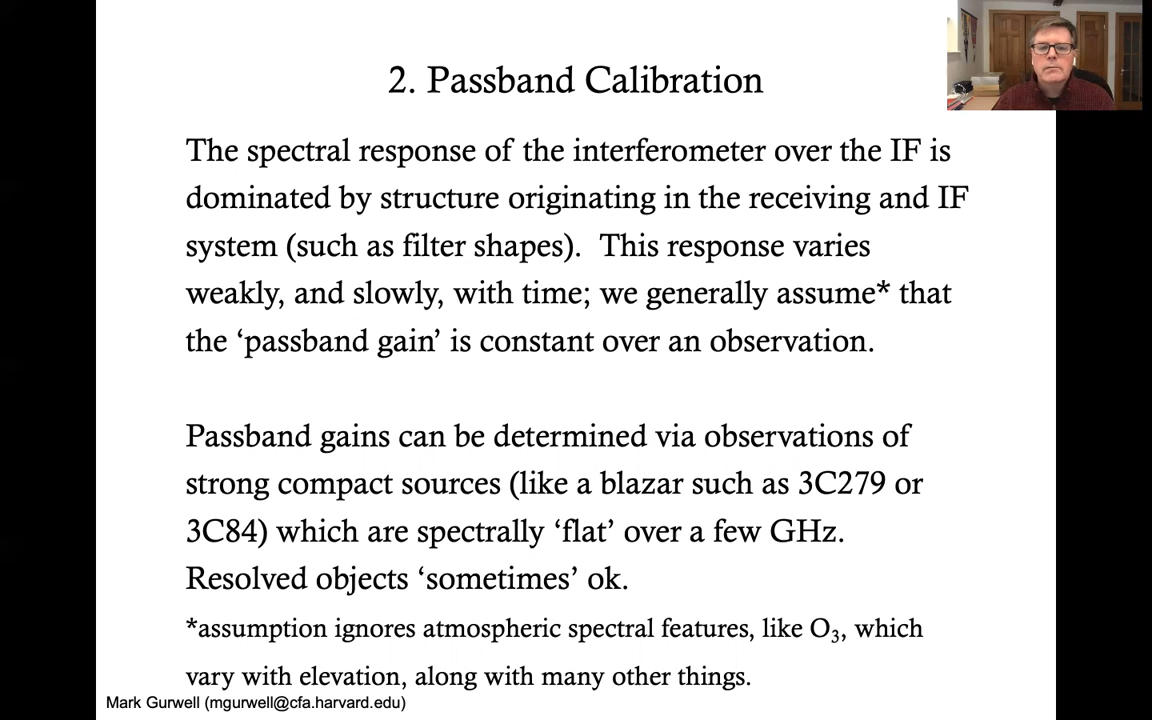 2. Passband Calibration
The spectral response of the interferometer over the IF is
dominated by structure originating in the receiving and IF
system (such as filter shapes).  This response varies
weakly, and slowly, with time; we generally assume* that
the ‘passband gain’ is constant over an observation.
Passband gains can be determined via observations of
strong compact sources (like a blazar such as 3C279 or
3C84) which are spectrally ‘flat’ over a few GHz.
Resolved objects ‘sometimes’ ok.
*assumption ignores atmospheric spectral features, like O₃, which
vary with elevation, along with many other things.
Mark Gurwell (mgurwell@cfa.harvard.edu)